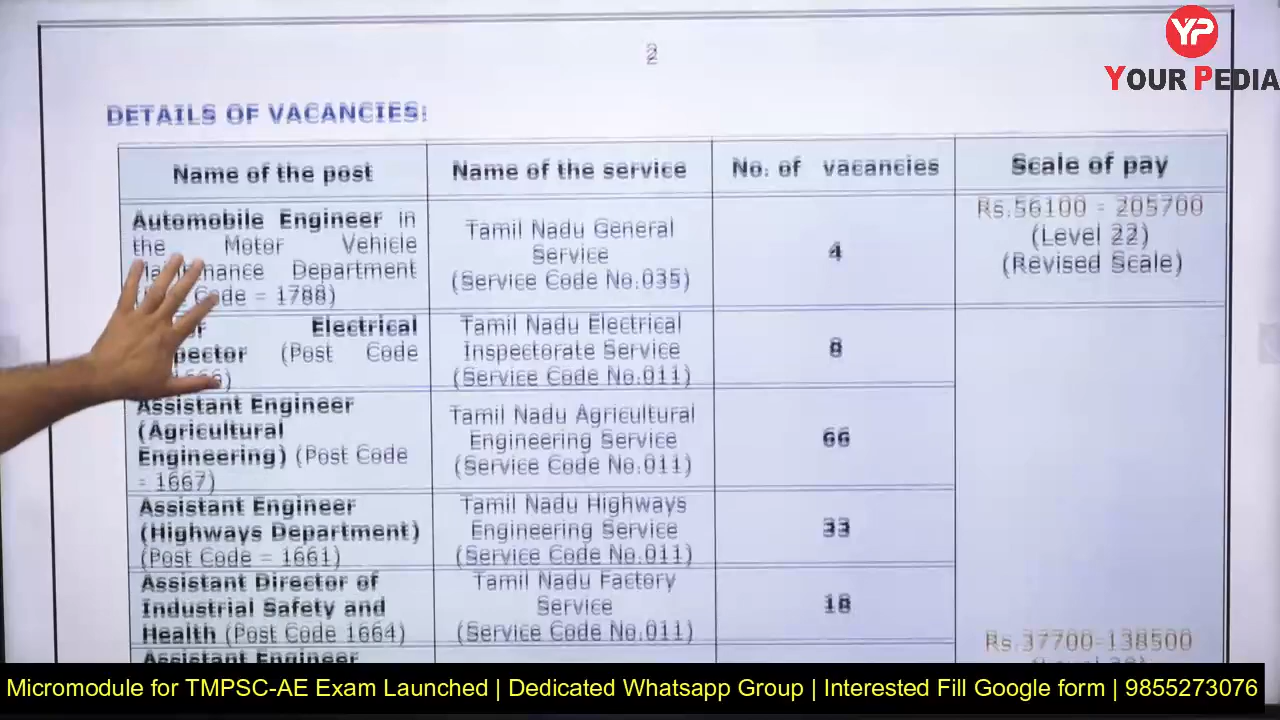 2
YP
YOUR PEDIA
DETAILS OF VACANCIES:
Name of the post
Name of the service
No. of vacancies
Scale of pay
Automobile Engineer in
the Motor Vehicle
Department
Code = 1788)
Tamil Nadu General
Service
(Service Code No.035)
4
Rs.56100 – 205700
(Level 22)
(Revised Scale)
Electrical
(Post Code
Tamil Nadu Electrical
Inspectorate Service
(Service Code No.011)
8
Assistant Engineer
(Agricultural
Engineering) (Post Code
= 1667)
Tamil Nadu Agricultural
Engineering Service
(Service Code No.011)
66
Assistant Engineer
(Highways Department)
(Post Code = 1661)
Tamil Nadu Highways
Engineering Service
(Service Code No.011)
33
Assistant Director of
Industrial Safety and
Health (Post Code 1664)
Tamil Nadu Factory
Service
(Service Code No.011)
18
Rs.37700-138500
Assistant Engineer
Micromodule for TMPSC-AE Exam Launched | Dedicated Whatsapp Group | Interested Fill Google form | 9855273076